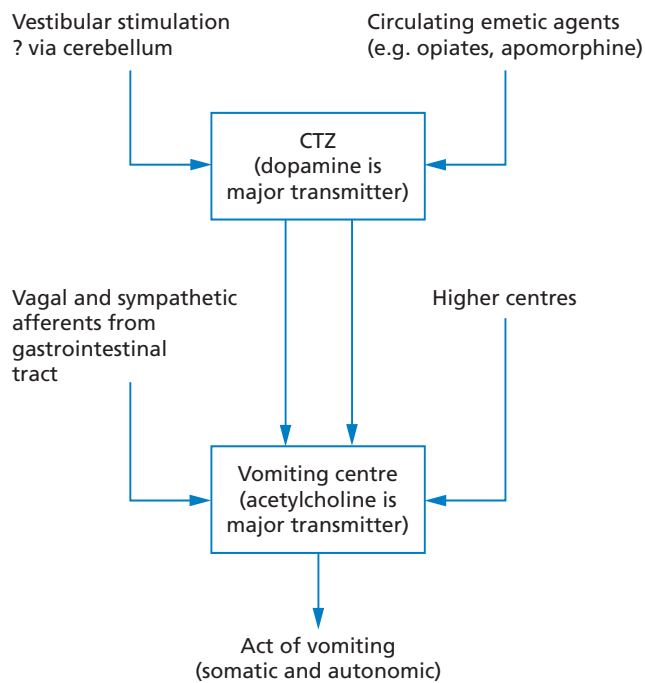 Vestibular stimulation
? via cerebellum
Circulating emetic agents
(e.g. opiates, apomorphine)
CTZ
(dopamine is
major transmitter)
Vagal and sympathetic
afferents from
gastrointestinal
tract
Higher centres
Vomiting centre
(acetylcholine is
major transmitter)
Act of vomiting
(somatic and autonomic)